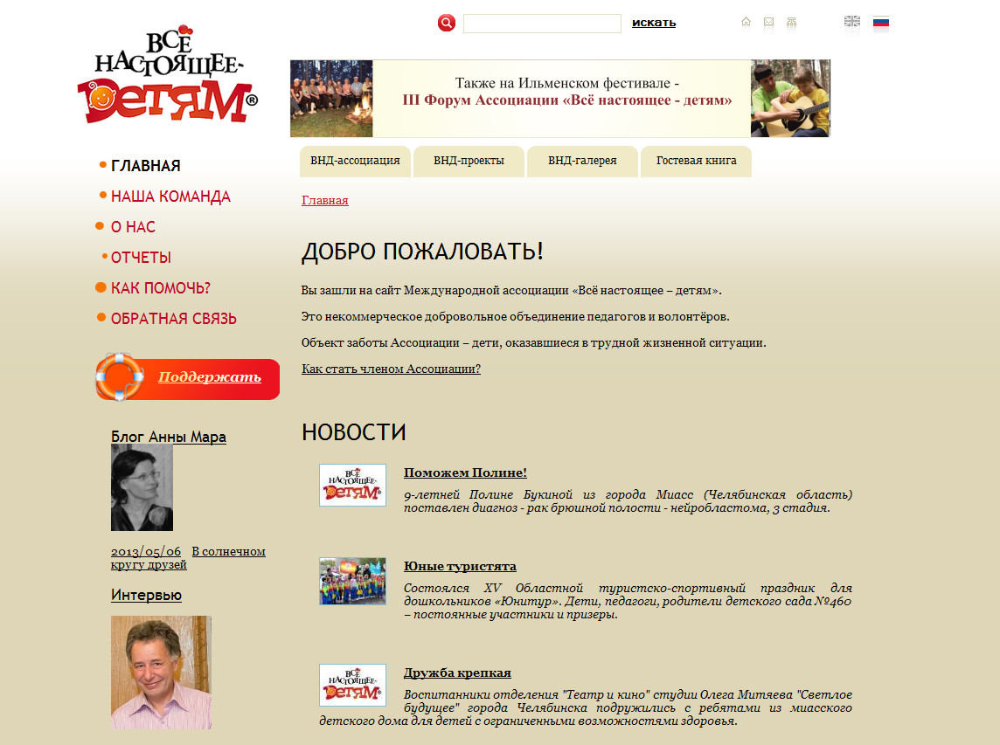 ВСЁ
НАСТОЯЩЕЕ-
ДЕТЯМ®
искать
Также на Ильменском фестивале -
III Форум Ассоциации «Всё настоящее - детям»
ВНД-ассоциация
ВНД-проекты
ВНД-галерея
Гостевая книга
ГЛАВНАЯ
НАША КОМАНДА
О НАС
ОТЧЕТЫ
КАК ПОМОЧЬ?
ОБРАТНАЯ СВЯЗЬ
Поддержать
Блог Анны Мара
2013/05/06 В солнечном
кругу друзей
Интервью
Главная
ДОБРО ПОЖАЛОВАТЬ!
Вы зашли на сайт Международной ассоциации «Всё настоящее – детям».
Это некоммерческое добровольное объединение педагогов и волонтёров.
Объект заботы Ассоциации – дети, оказавшиеся в трудной жизненной ситуации.
Как стать членом Ассоциации?
НОВОСТИ
ВСЁ
НАСТОЯЩЕЕ-
ДЕТЯМ
Поможем Полине!
9-летней Полине Букиной из города Миасс (Челябинская область)
поставлен диагноз - рак брюшной полости - нейробластома, 3 стадия.
Юные туристята
Состоялся XV Областной туристско-спортивный праздник для
дошкольников «Юнитур». Дети, педагоги, родители детского сада №460
– постоянные участники и призеры.
ВСЁ
НАСТОЯЩЕЕ-
ДЕТЯМ
Дружба крепкая
Воспитанники отделения "Театр и кино" студии Олега Митяева "Светлое
будущее" города Челябинска подружились с ребятами из миасского
детского дома для детей с ограниченными возможностями здоровья.